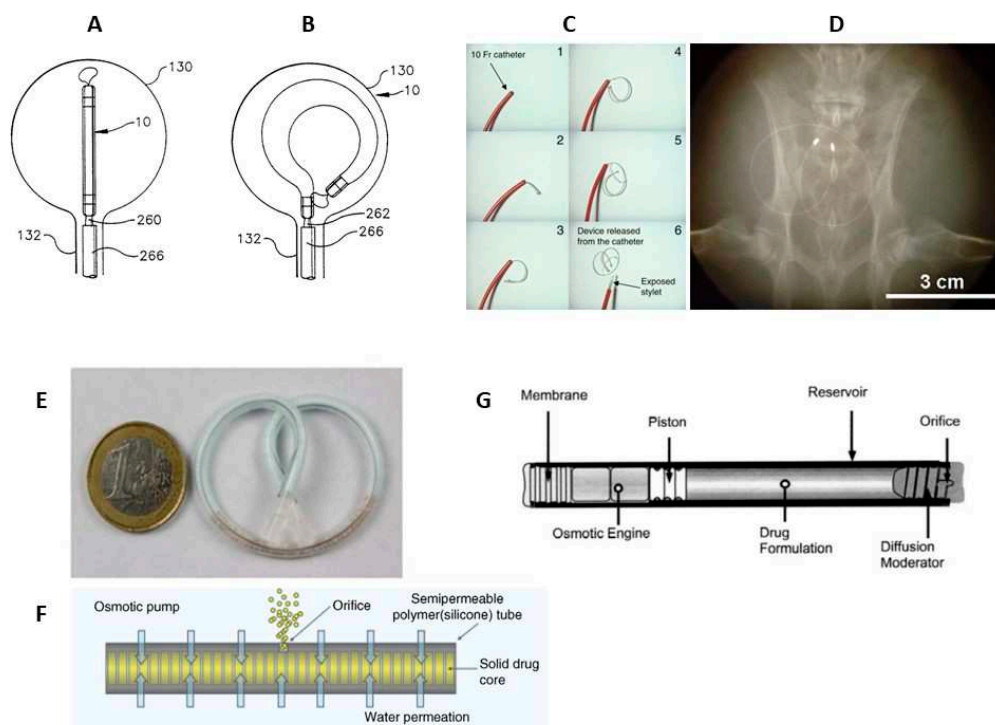 A
B
C
D
130
10
260
132
266
130
10
262
132
266
1
10 Fr catheter
4
2
5
3
Device released
from the catheter
6
Exposed
stylet
3 cm
E
1
G
Membrane
Piston
Reservoir
Orifice
Osmotic Engine
Drug
Formulation
Diffusion
Moderator
F
Osmotic pump
Orifice
Semipermeable
polymer(silicone) tube
Solid drug
core
Water permeation